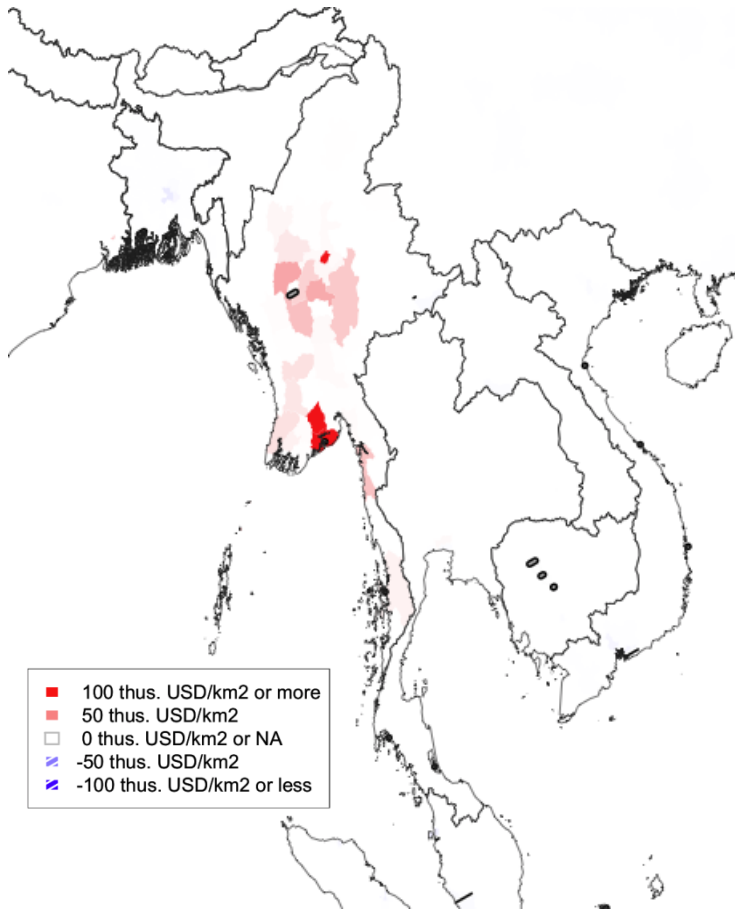 100 thus. USD/km2 or more
50 thus. USD/km2
0 thus. USD/km2 or NA
-50 thus. USD/km2
-100 thus. USD/km2 or less